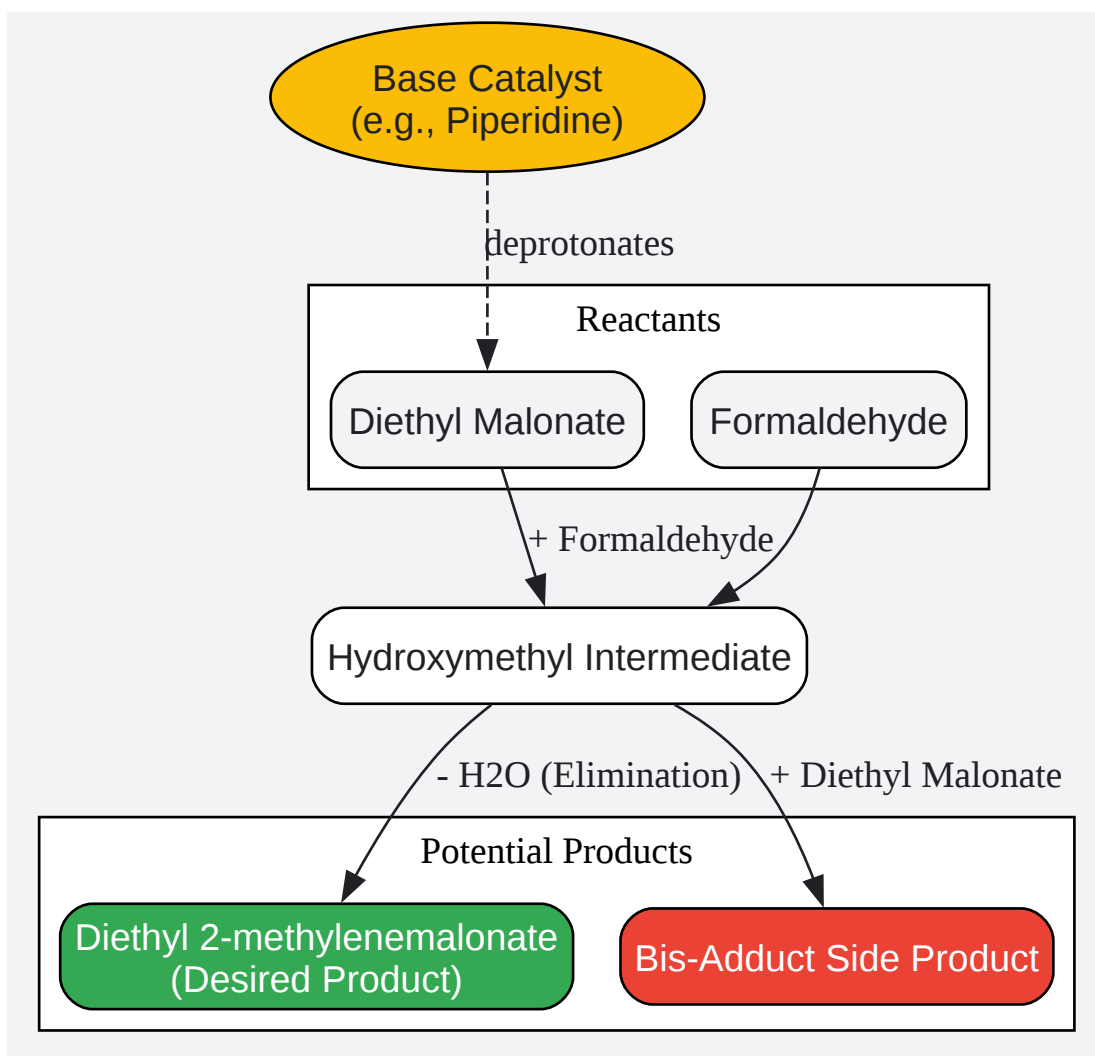 Base Catalyst
(e.g., Piperidine)
deprotonates
Reactants
Diethyl Malonate
Formaldehyde
+ Formaldehyde
Hydroxymethyl Intermediate
- H2O (Elimination)
+ Diethyl Malonate
Potential Products
Diethyl 2-methylenemalonate
(Desired Product)
Bis-Adduct Side Product